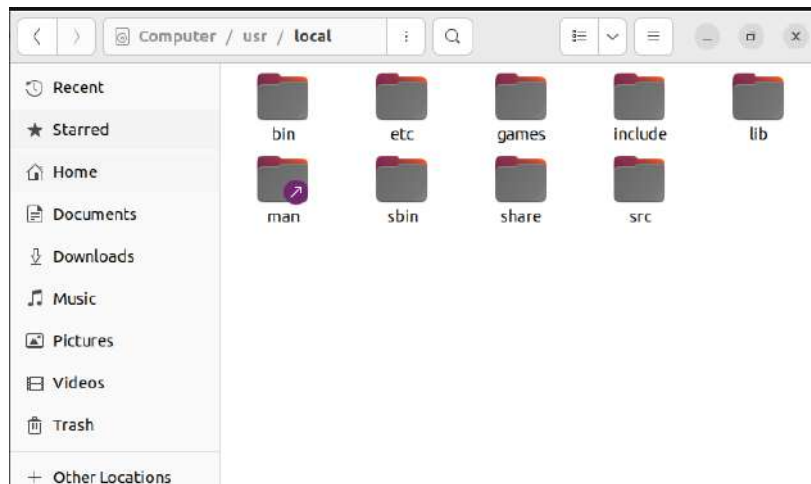 Computer / usr / local
Recent
Starred
Home
Documents
Downloads
Music
Pictures
Videos
Trash
Other Locations
bin etc games include lib
man sbin share src